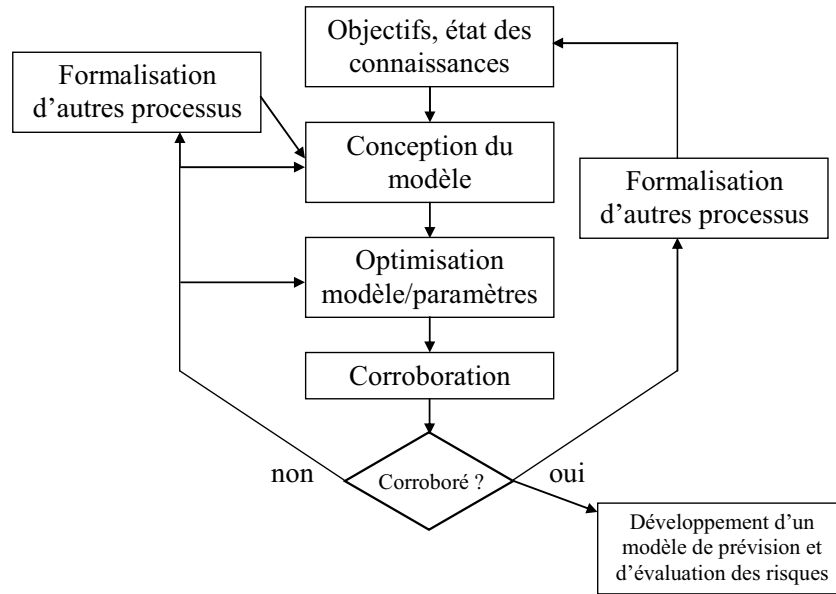 Objectifs, état des
connaissances
Formalisation
d’autres processus
Conception du
modèle
Formalisation
d’autres processus
Optimisation
modèle/paramètres
Corroboration
non
Corroboré ?
oui
Développement d’un
modèle de prévision et
d’évaluation des risques